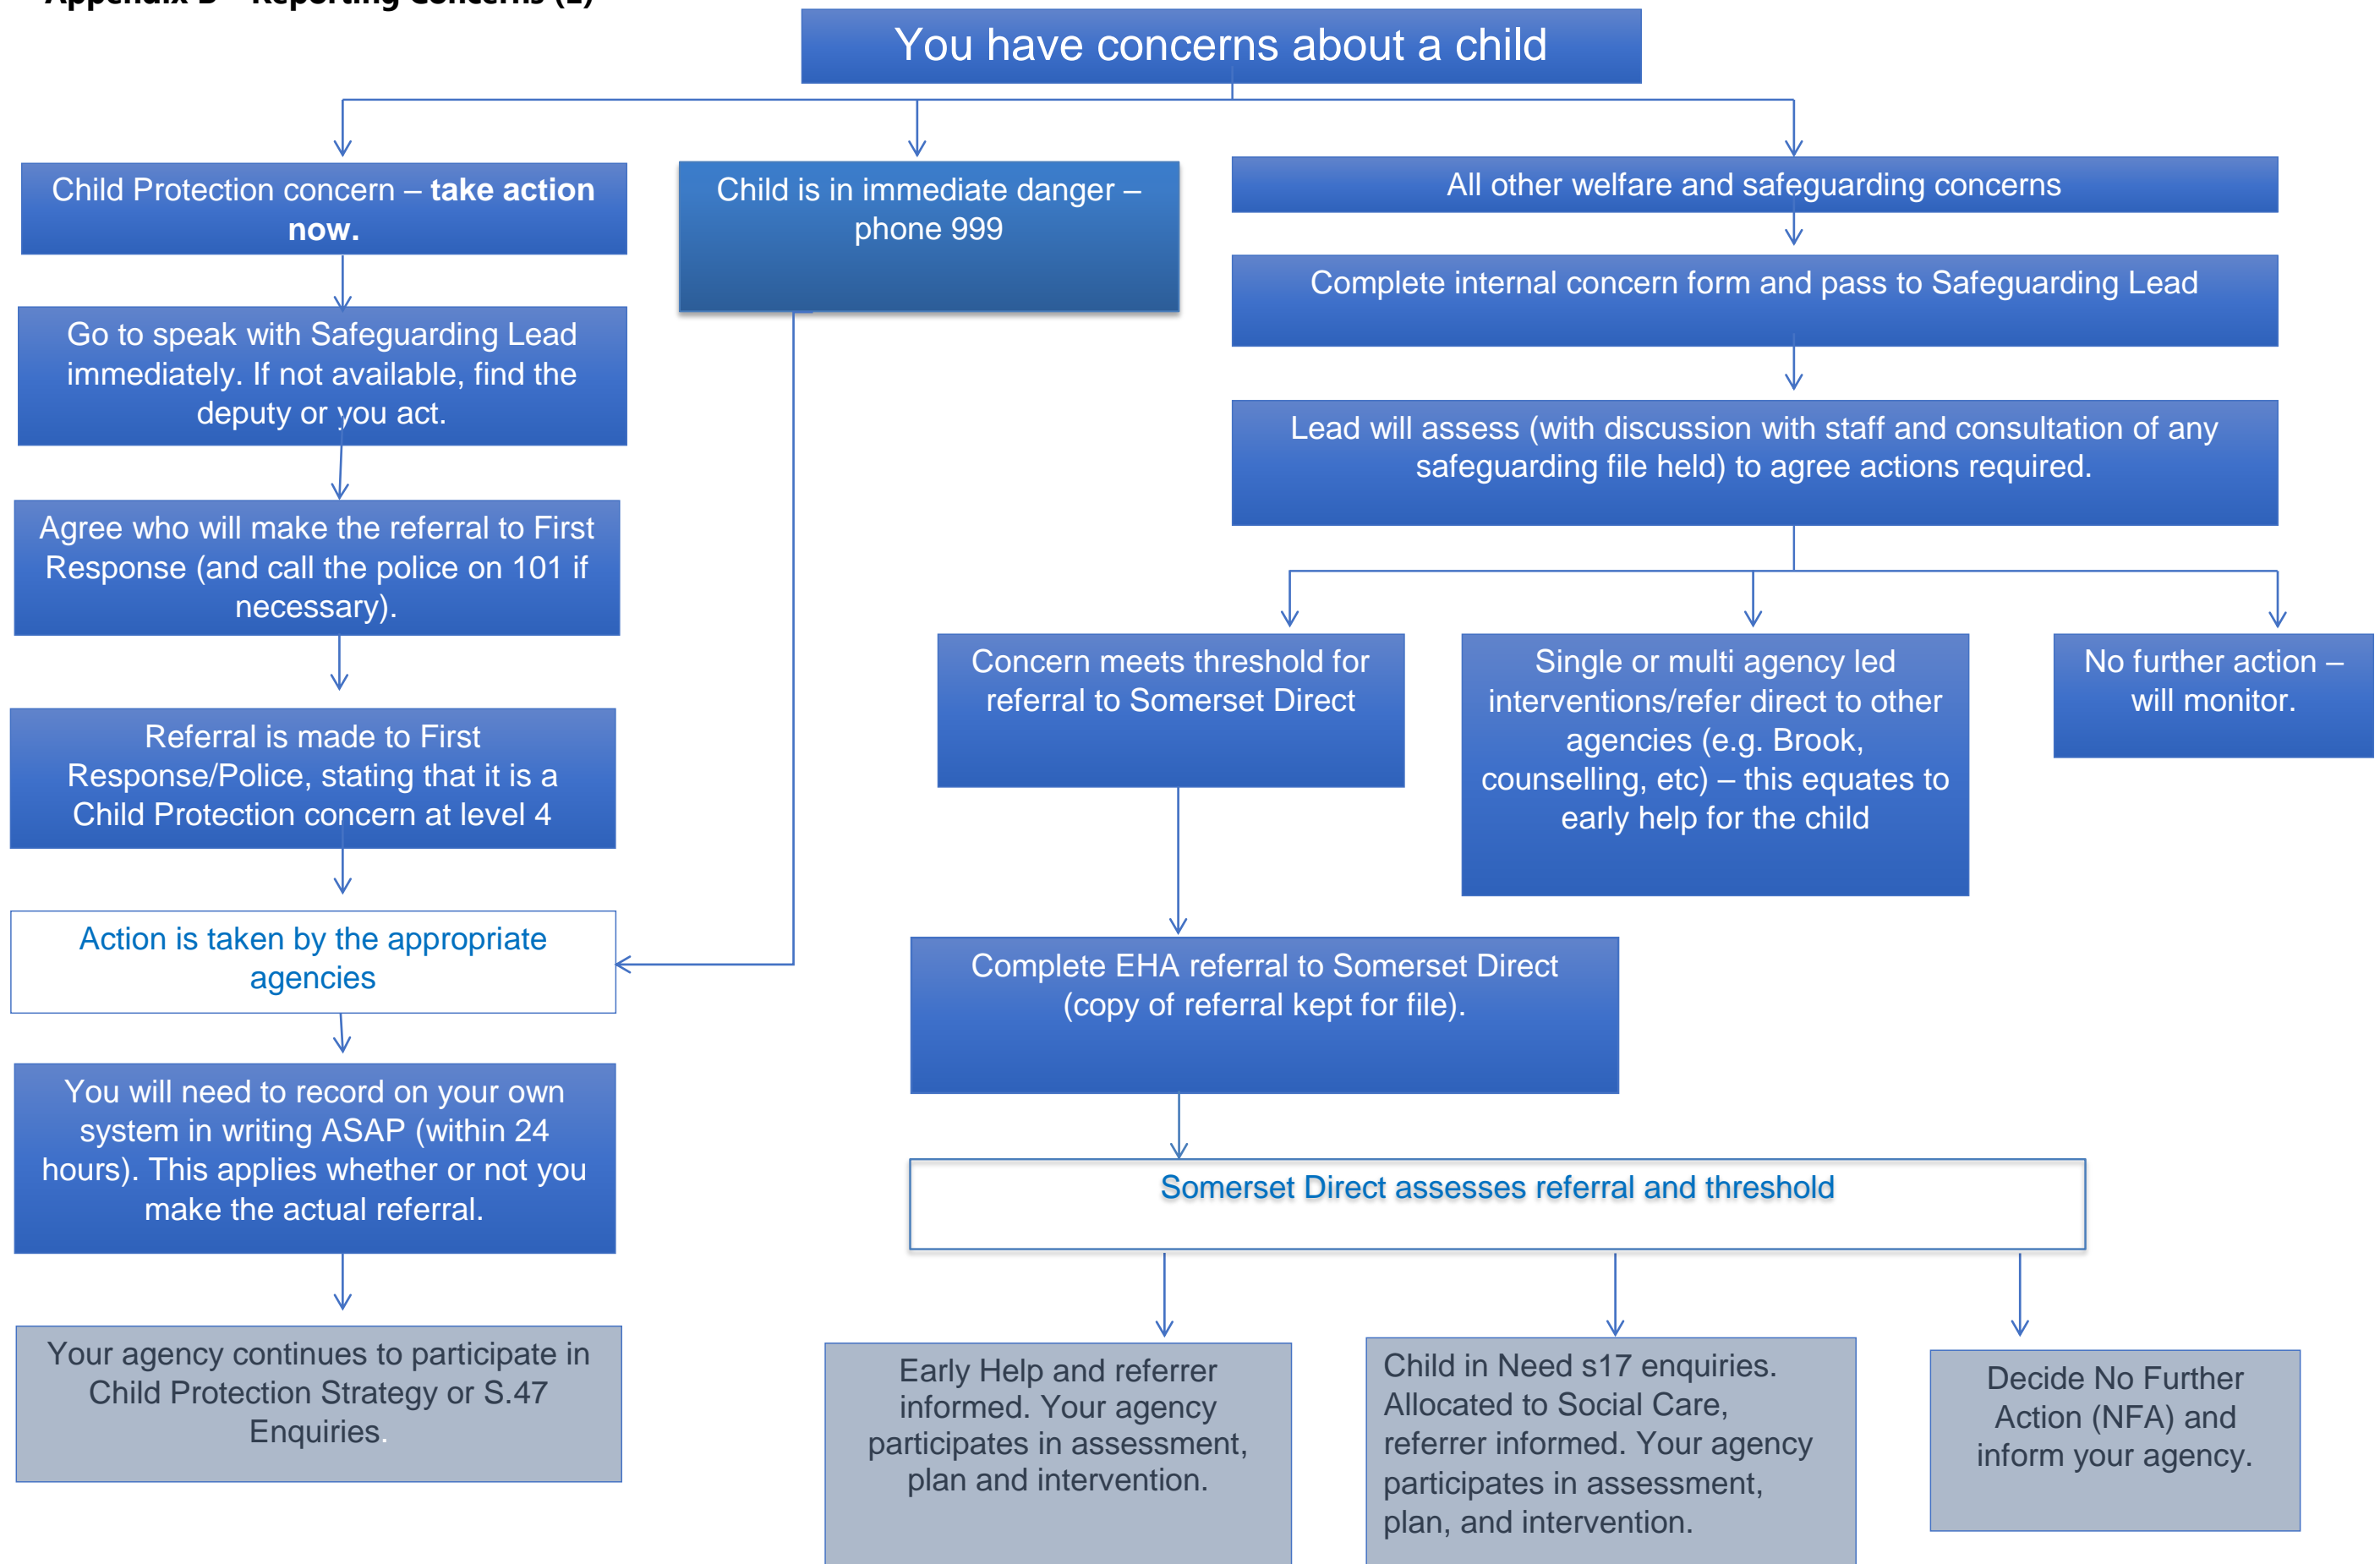 Appendix B – Reporting Concerns (2)
You have concerns about a child
Child Protection concern – take action
now.
Child is in immediate danger –
phone 999
All other welfare and safeguarding concerns
Go to speak with Safeguarding Lead
immediately. If not available, find the
deputy or you act.
Complete internal concern form and pass to Safeguarding Lead
Lead will assess (with discussion with staff and consultation of any
safeguarding file held) to agree actions required.
Agree who will make the referral to First
Response (and call the police on 101 if
necessary).
Concern meets threshold for
referral to Somerset Direct
Single or multi agency led
interventions/refer direct to other
agencies (e.g. Brook,
counselling, etc) – this equates to
early help for the child
No further action –
will monitor.
Referral is made to First
Response/Police, stating that it is a
Child Protection concern at level 4
Action is taken by the appropriate
agencies
Complete EHA referral to Somerset Direct
(copy of referral kept for file).
You will need to record on your own
system in writing ASAP (within 24
hours). This applies whether or not you
make the actual referral.
Somerset Direct assesses referral and threshold
Your agency continues to participate in
Child Protection Strategy or S.47
Enquiries.
Early Help and referrer
informed. Your agency
participates in assessment,
plan and intervention.
Child in Need s17 enquiries.
Allocated to Social Care,
referrer informed. Your agency
participates in assessment,
plan, and intervention.
Decide No Further
Action (NFA) and
inform your agency.